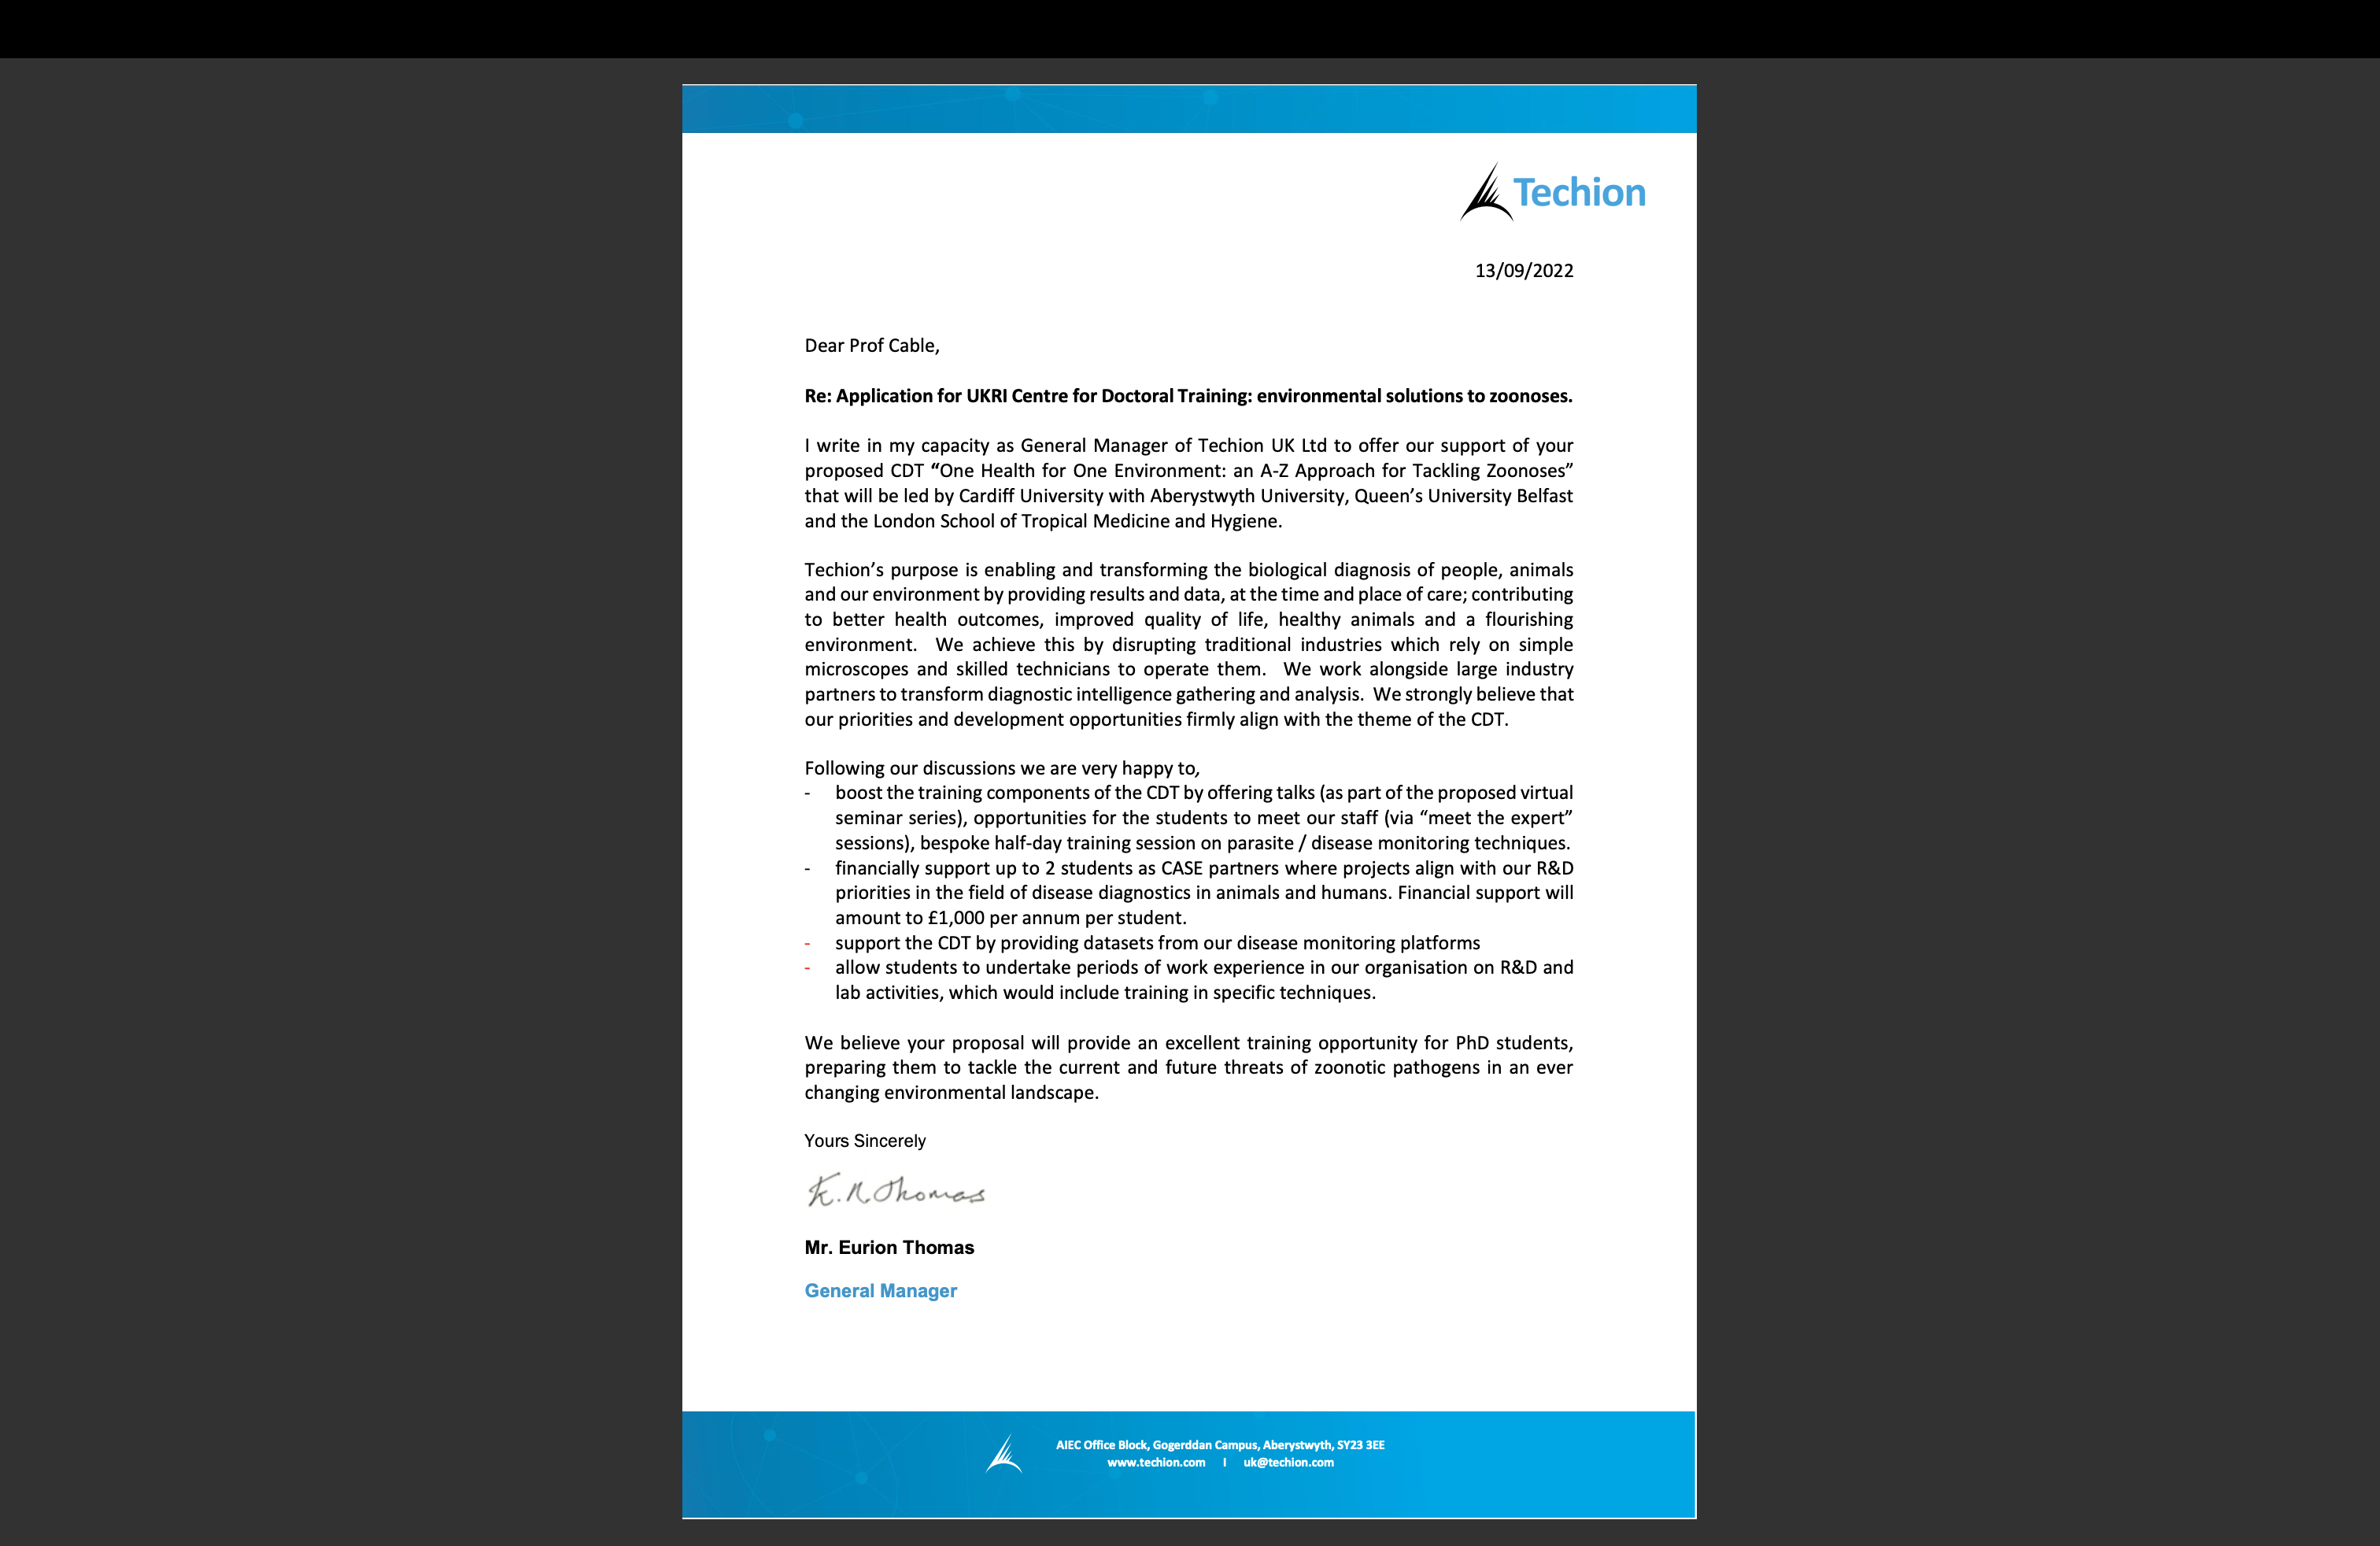 Techion
13/09/2022
Dear Prof Cable,
Re: Application for UKRI Centre for Doctoral Training: environmental solutions to zoonoses.
I write in my capacity as General Manager of Techion UK Ltd to offer our support of your
proposed CDT “One Health for One Environment: an A-Z Approach for Tackling Zoonoses”
that will be led by Cardiff University with Aberystwyth University, Queen’s University Belfast
and the London School of Tropical Medicine and Hygiene.
Techion’s purpose is enabling and transforming the biological diagnosis of people, animals
and our environment by providing results and data, at the time and place of care; contributing
to better health outcomes, improved quality of life, healthy animals and a flourishing
environment.  We achieve this by disrupting traditional industries which rely on simple
microscopes and skilled technicians to operate them.  We work alongside large industry
partners to transform diagnostic intelligence gathering and analysis.  We strongly believe that
our priorities and development opportunities firmly align with the theme of the CDT.
Following our discussions we are very happy to,
- boost the training components of the CDT by offering talks (as part of the proposed virtual
seminar series), opportunities for the students to meet our staff (via “meet the expert”
sessions), bespoke half-day training session on parasite / disease monitoring techniques.
- financially support up to 2 students as CASE partners where projects align with our R&D
priorities in the field of disease diagnostics in animals and humans. Financial support will
amount to £1,000 per annum per student.
- support the CDT by providing datasets from our disease monitoring platforms
- allow students to undertake periods of work experience in our organisation on R&D and
lab activities, which would include training in specific techniques.
We believe your proposal will provide an excellent training opportunity for PhD students,
preparing them to tackle the current and future threats of zoonotic pathogens in an ever
changing environmental landscape.
Yours Sincerely
Thomas
Mr. Eurion Thomas
General Manager
AIEC Office Block, Gogerddan Campus, Aberystwyth, SY23 3EE
www.techion.com | uk@techion.com